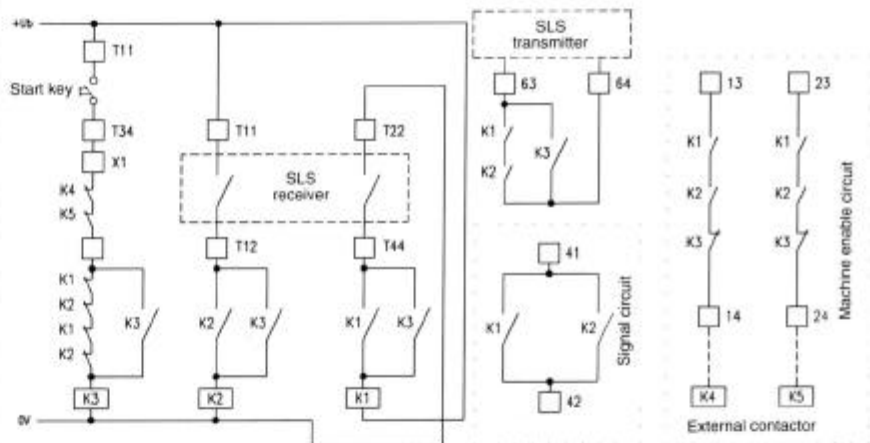 +Ub
T11
Start key
T34
X1
K4
K5
K1
K2
K1
K2
K3
K3
0V
T11
T22
SLS
receiver
T12
T44
K2
K3
K2
K1
K3
K1
SLS
transmitter
63
64
K1
K2
K3
41
K1
K2
42
Signal circuit
13
23
K1
K1
K2
K2
K3
K3
14
24
K4
K5
External contactor
Machine enable circuit